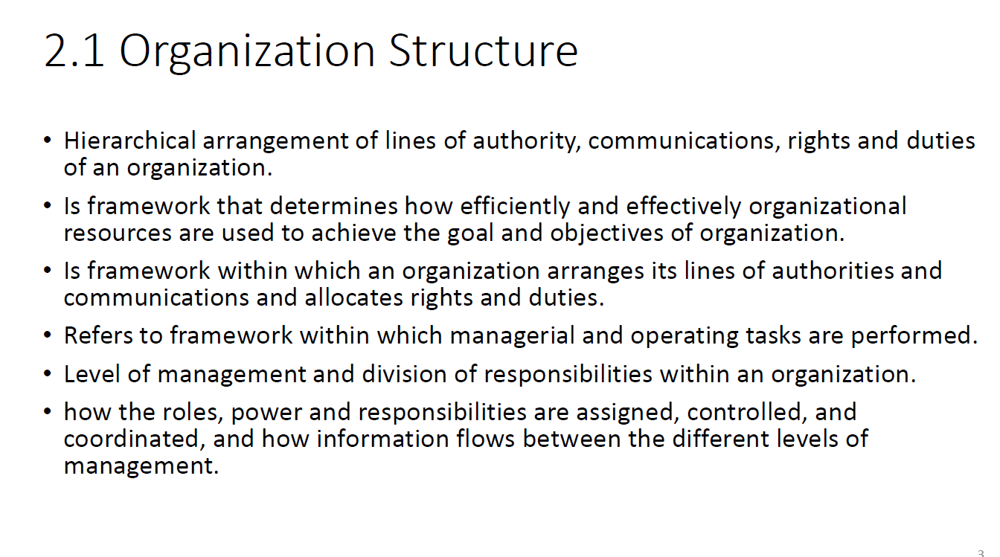 2.1 Organization Structure
• Hierarchical arrangement of lines of authority, communications, rights and duties
of an organization.
• Is framework that determines how efficiently and effectively organizational
resources are used to achieve the goal and objectives of organization.
• Is framework within which an organization arranges its lines of authorities and
communications and allocates rights and duties.
• Refers to framework within which managerial and operating tasks are performed.
• Level of management and division of responsibilities within an organization.
• how the roles, power and responsibilities are assigned, controlled, and
coordinated, and how information flows between the different levels of
management.
3